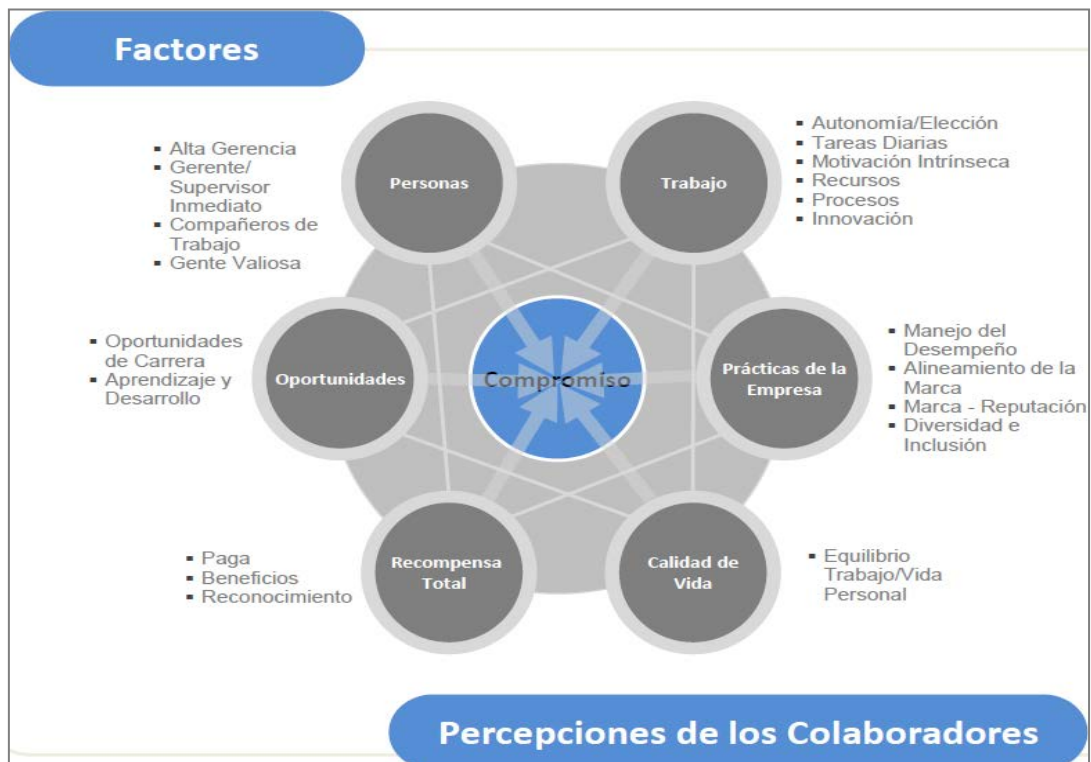 Factores
▪ Alta Gerencia
▪ Gerente/
Supervisor
Inmediato
▪ Compañeros de
Trabajo
▪ Gente Valiosa
Personas
Trabajo
▪ Autonomía/Elección
▪ Tareas Diarias
▪ Motivación Intrínseca
▪ Recursos
▪ Procesos
▪ Innovación
▪ Oportunidades
de Carrera
▪ Aprendizaje y
Desarrollo
Oportunidades
Compromiso
Prácticas de la
Empresa
▪ Manejo del
Desempeño
▪ Alineamiento de la
Marca
▪ Marca - Reputación
▪ Diversidad e
Inclusión
▪ Paga
▪ Beneficios
▪ Reconocimiento
Recompensa
Total
Calidad de
Vida
▪ Equilibrio
Trabajo/Vida
Personal
Percepciones de los Colaboradores